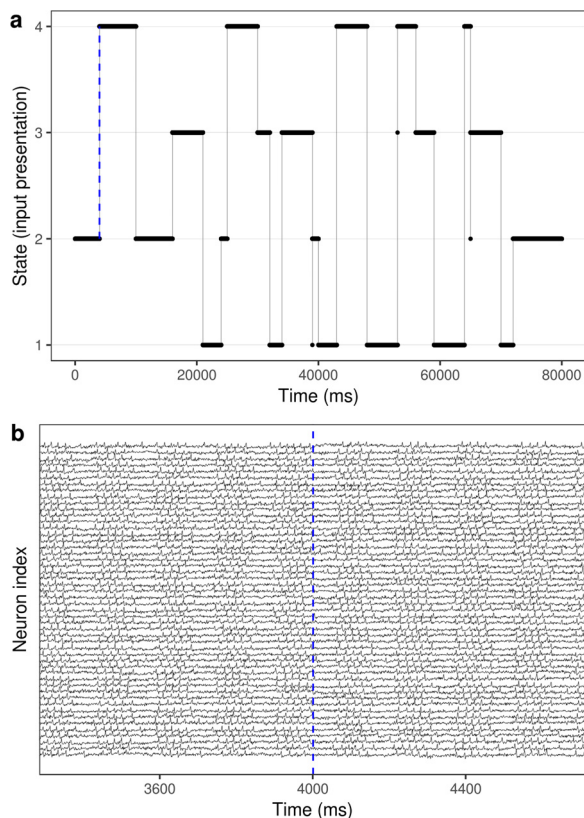 a
State (input presentation)
4
3
2
1
0 20000 40000 60000 80000
Time (ms)
b
Neuron index
3600 4000 4400
Time (ms)